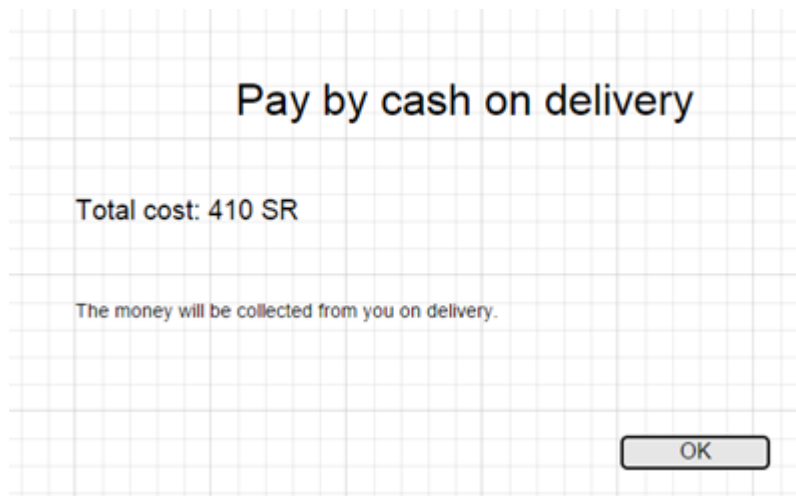 Pay by cash on delivery
Total cost: 410 SR
The money will be collected from you on delivery.
OK